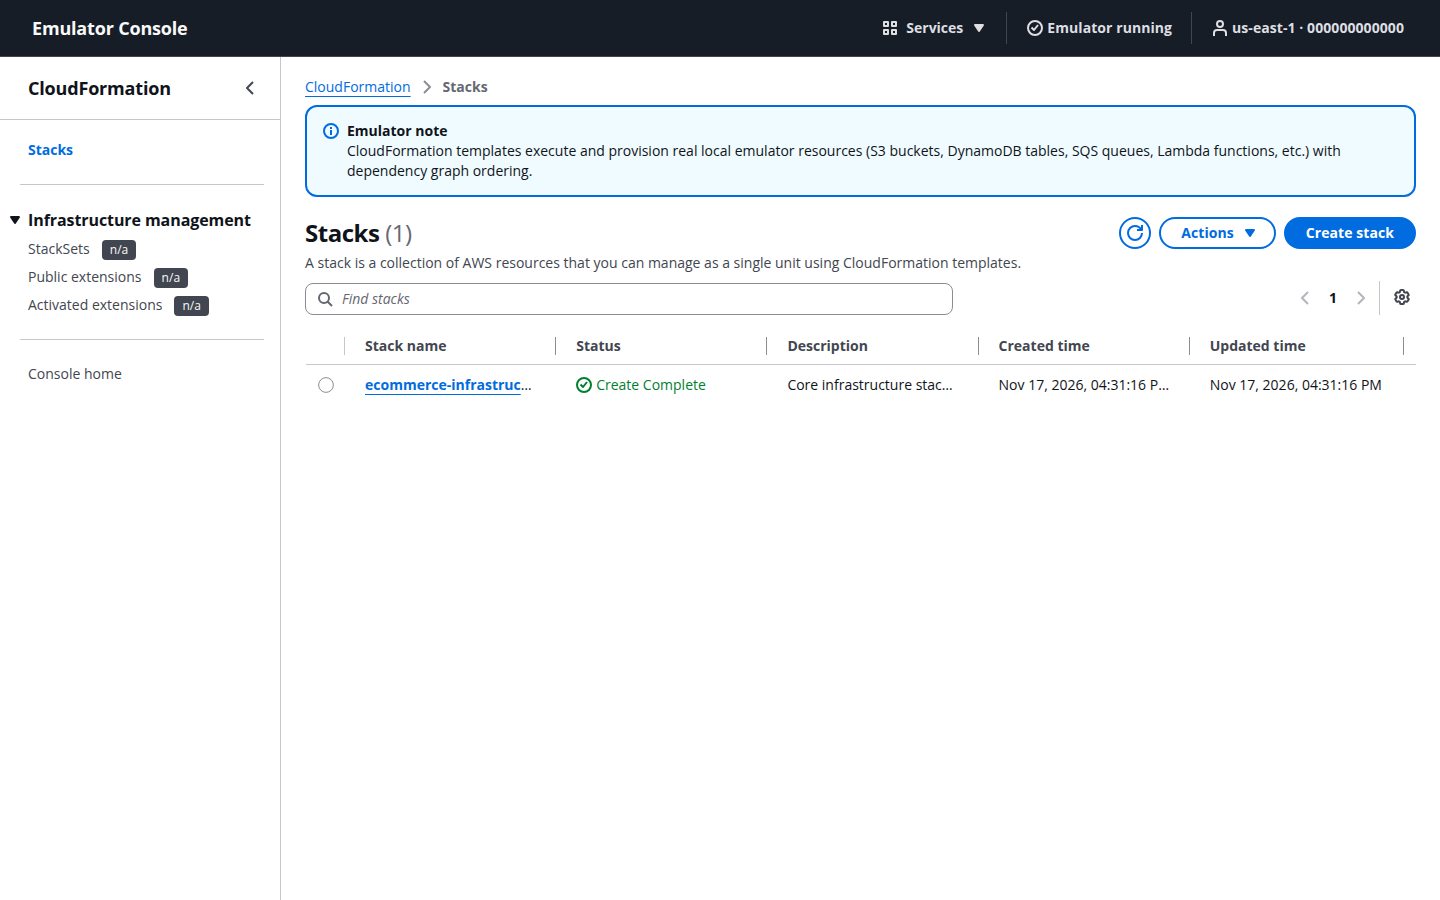 Emulator Console
Services
Emulator running
us-east-1 · 000000000000
CloudFormation
Stacks
Infrastructure management
StackSets n/a
Public extensions n/a
Activated extensions n/a
Console home
CloudFormation > Stacks
Emulator note
CloudFormation templates execute and provision real local emulator resources (S3 buckets, DynamoDB tables, SQS queues, Lambda functions, etc.) with
dependency graph ordering.
Stacks (1)
Actions
Create stack
A stack is a collection of AWS resources that you can manage as a single unit using CloudFormation templates.
Find stacks
1
Stack name Status Description Created time Updated time
ecommerce-infrastruc... Create Complete Core infrastructure stac... Nov 17, 2026, 04:31:16 P... Nov 17, 2026, 04:31:16 PM